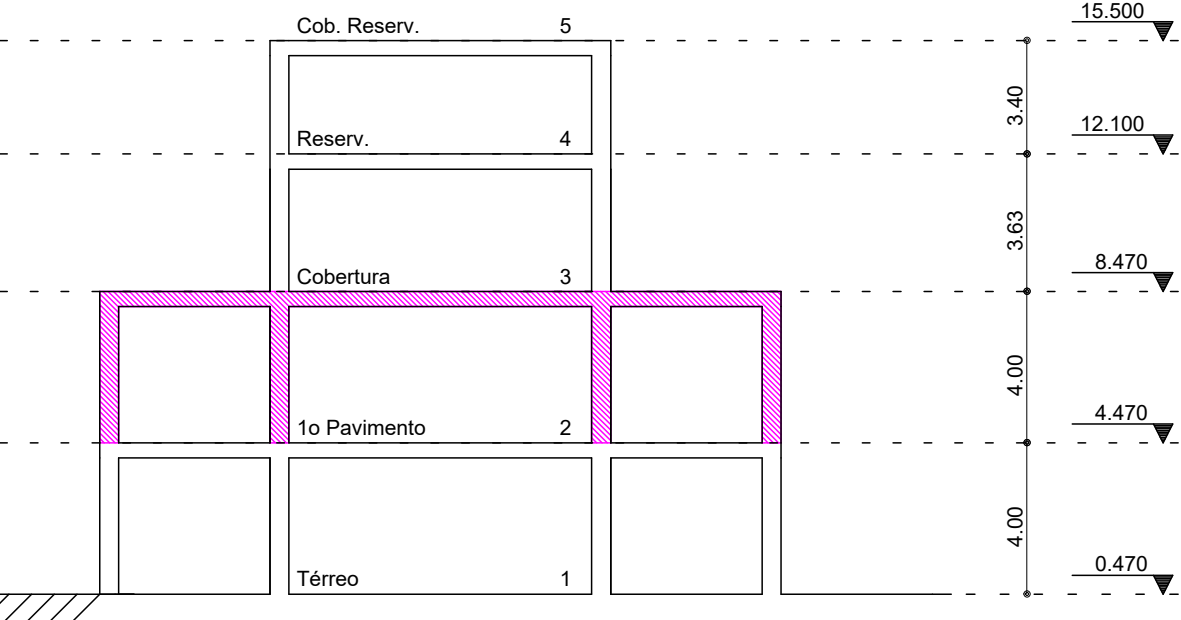 15.500
Cob. Reserv. 5
3.40
12.100
Reserv. 4
3.63
8.470
Cobertura 3
4.00
4.470
1o Pavimento 2
4.00
0.470
Térreo 1